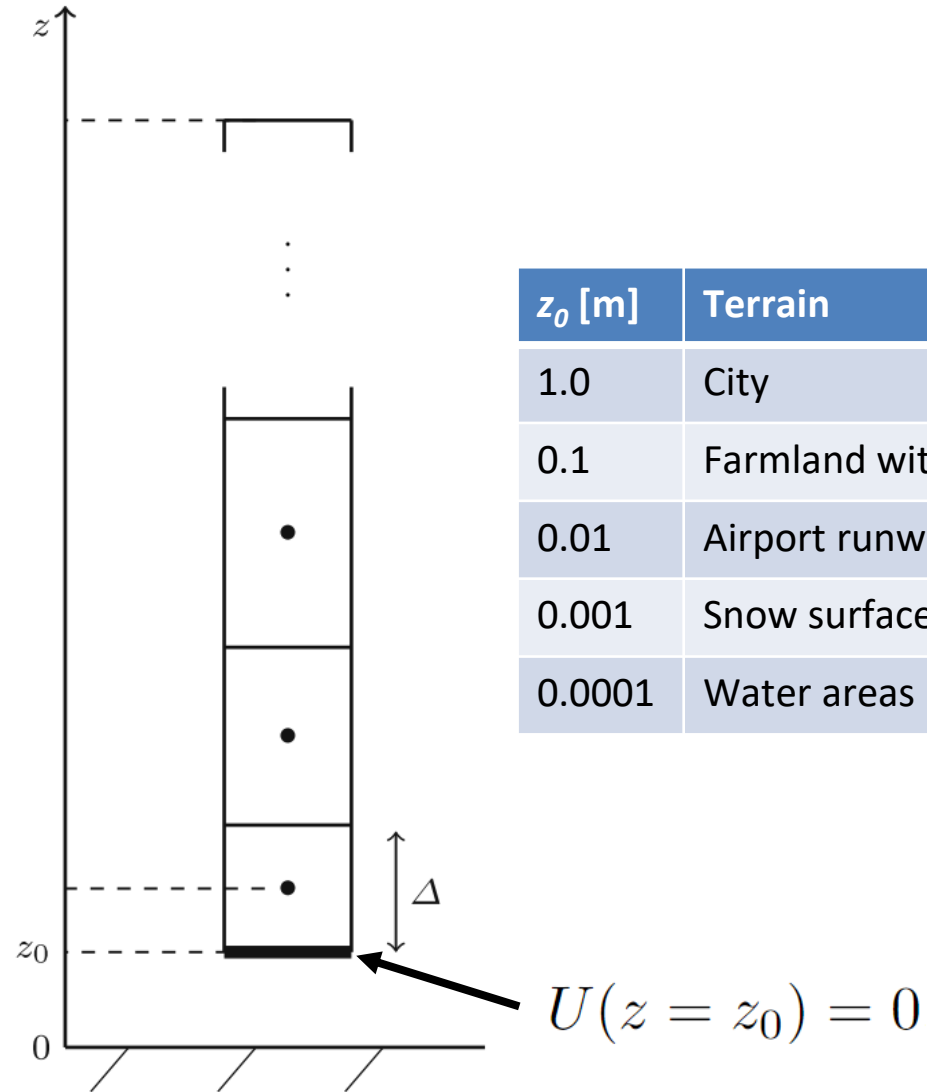 z
z₀ [m] Terrain
1.0 City
0.1 Farmland wit
0.01 Airport runw
0.001 Snow surface
0.0001 Water areas
Δ
z₀
U(z = z₀) = 0
0